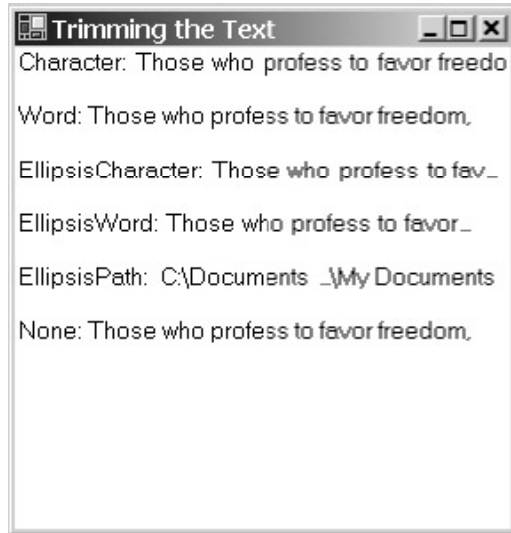 Trimming the Text
Character: Those who profess to favor freedo
Word: Those who profess to favor freedom,
EllipsisCharacter: Those who profess to fav...
EllipsisWord: Those who profess to favor...
EllipsisPath: C:\Documents ...\My Documents
None: Those who profess to favor freedom,